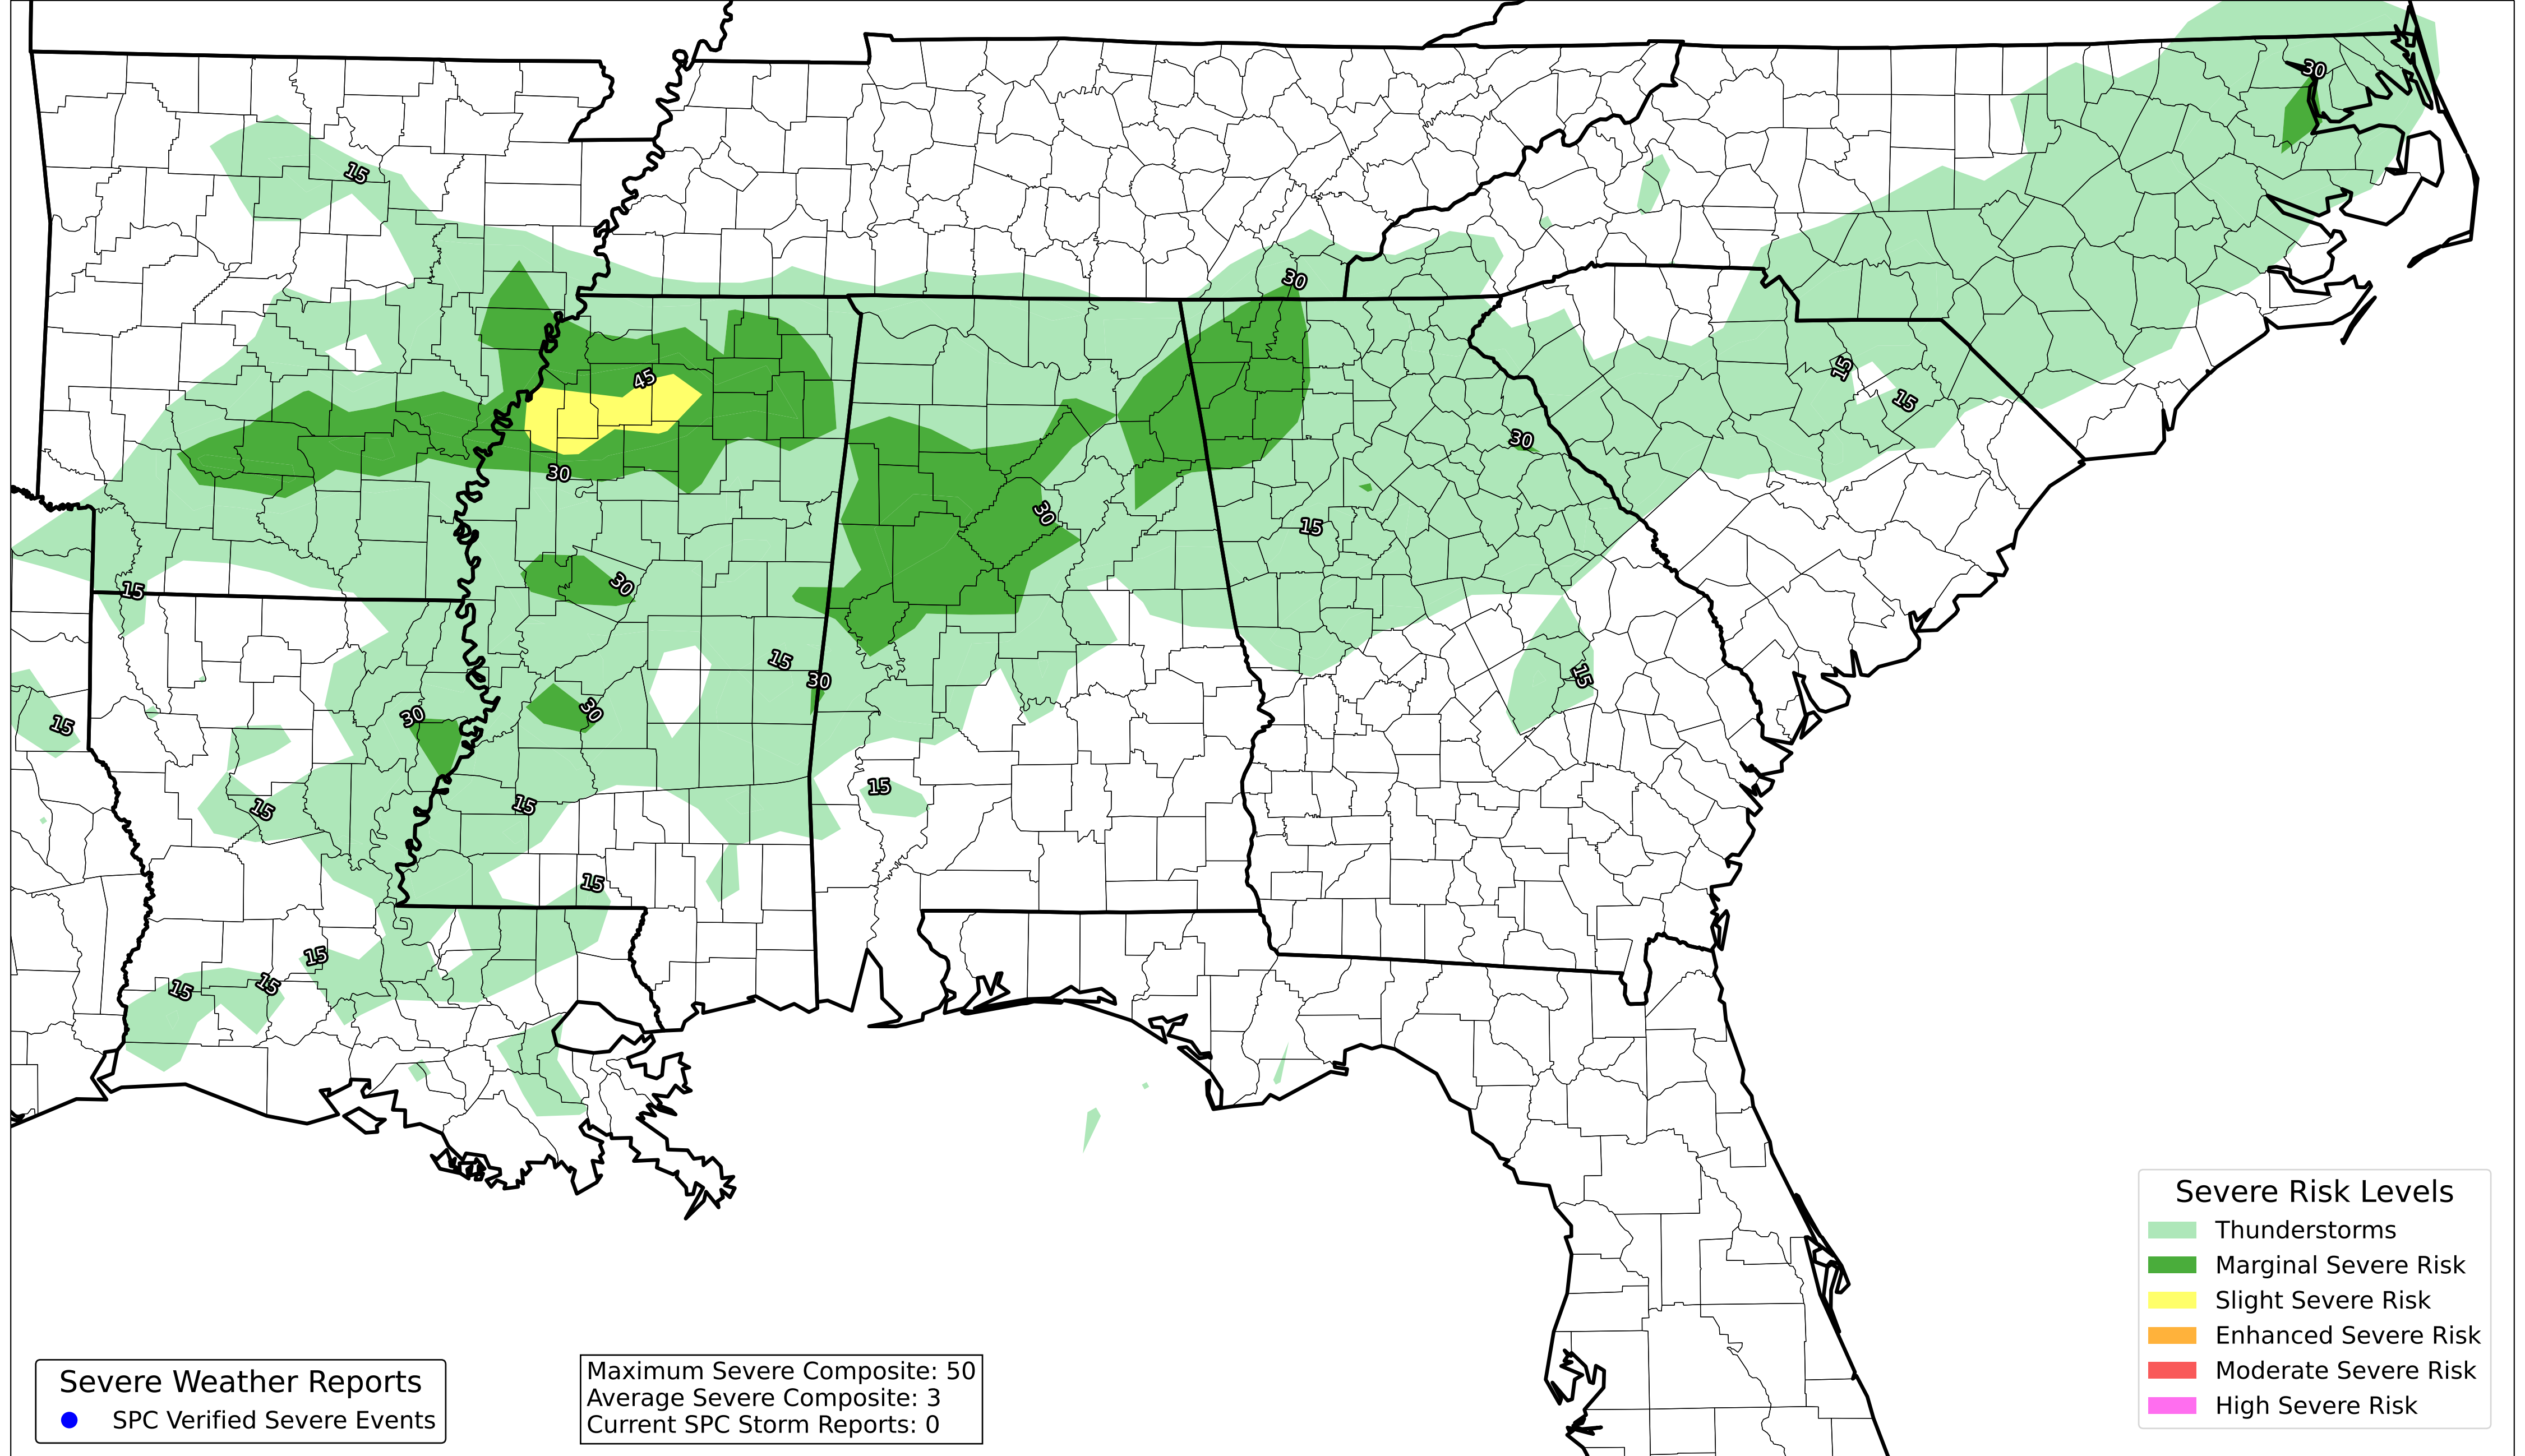 30
15
30
15
45
15
30
30
30
15
30
15
15
30
15
30
30
15
15
15
15
15
15
15
15
15
Severe Risk Levels
Thunderstorms
Marginal Severe Risk
Slight Severe Risk
Enhanced Severe Risk
Moderate Severe Risk
High Severe Risk
Severe Weather Reports
SPC Verified Severe Events
Maximum Severe Composite: 50
Average Severe Composite: 3
Current SPC Storm Reports: 0